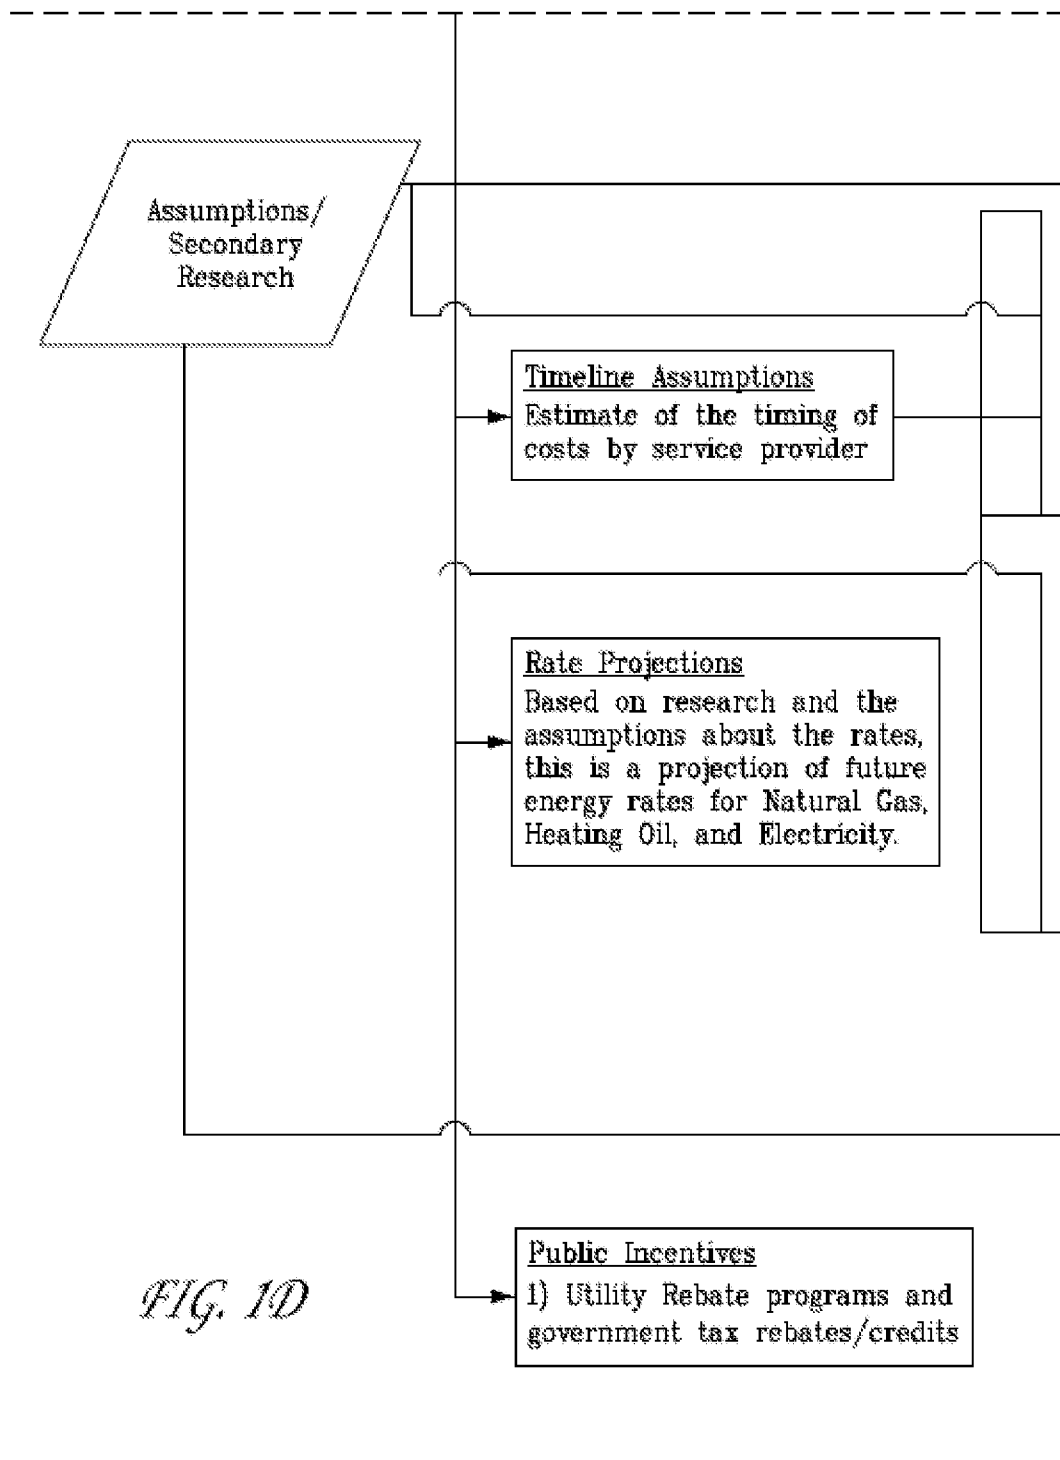 Assumptions/
Secondary
Research
Timeline Assumptions
Estimate of the timing of
costs by service provider
Rate Projections
Based on research and the
assumptions about the rates,
this is a projection of future
energy rates for Natural Gas,
Heating Oil, and Electricity.
Public Incentives
1) Utility Rebate programs and
government tax rebates/credits
FIG. 1D